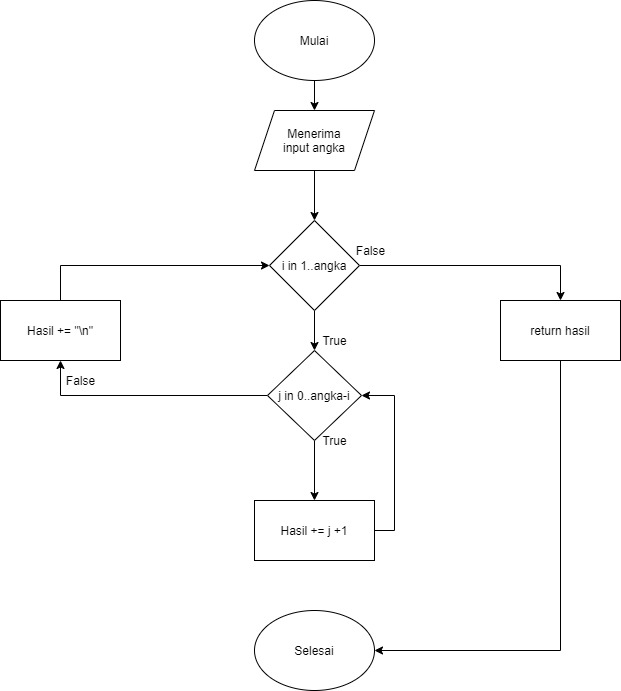 Mulai
Menerima
input angka
i in 1..angka
False
Hasil += "\n"
return hasil
True
False
j in 0..angka-i
True
Hasil += j +1
Selesai